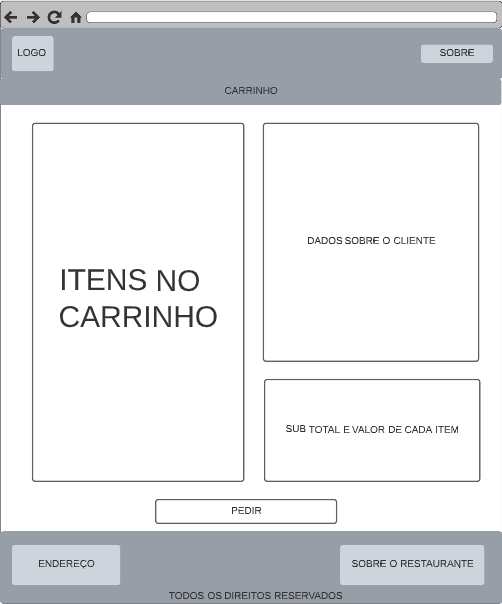 LOGO
SOBRE
CARRINHO
ITENS NO
CARRINHO
DADOS SOBRE O CLIENTE
SUB TOTAL E VALOR DE CADA ITEM
PEDIR
ENDEREÇO
SOBRE O RESTAURANTE
TODOS OS DIREITOS RESERVADOS